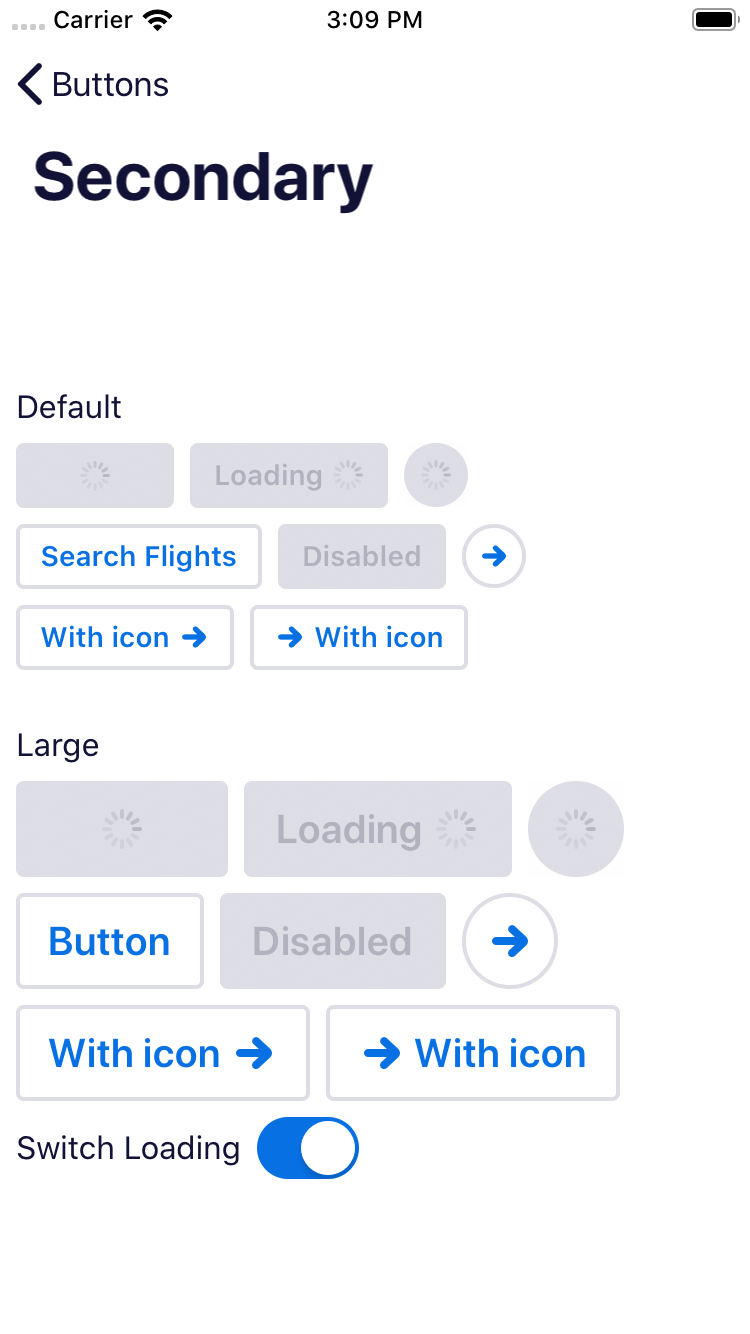 Carrier 3:09 PM
Buttons
Secondary
Default
Loading
Search Flights Disabled
With icon With icon
Large
Loading
Button Disabled
With icon With icon
Switch Loading